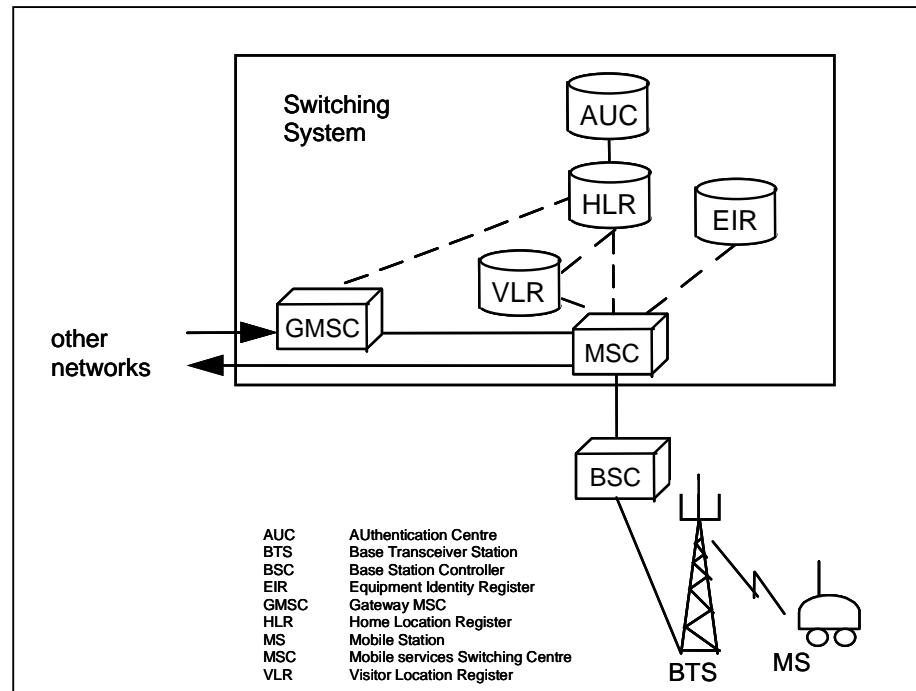 Switching
System
AUC
HLR
EIR
VLR
GMSC
MSC
other
networks
BSC
AUC AUthentication Centre
BTS Base Transceiver Station
BSC Base Station Controller
EIR Equipment Identity Register
GMSC Gateway MSC
HLR Home Location Register
MS Mobile Station
MSC Mobile services Switching Centre
VLR Visitor Location Register
BTS
MS